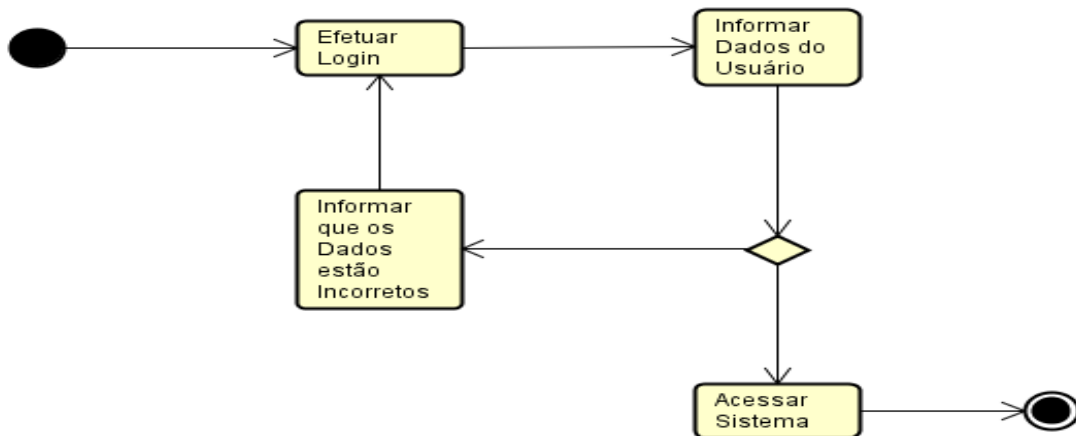 Efetuar
Login
Informar
Dados do
Usuário
Informar
que os
Dados
estão
Incorretos
Acessar
Sistema